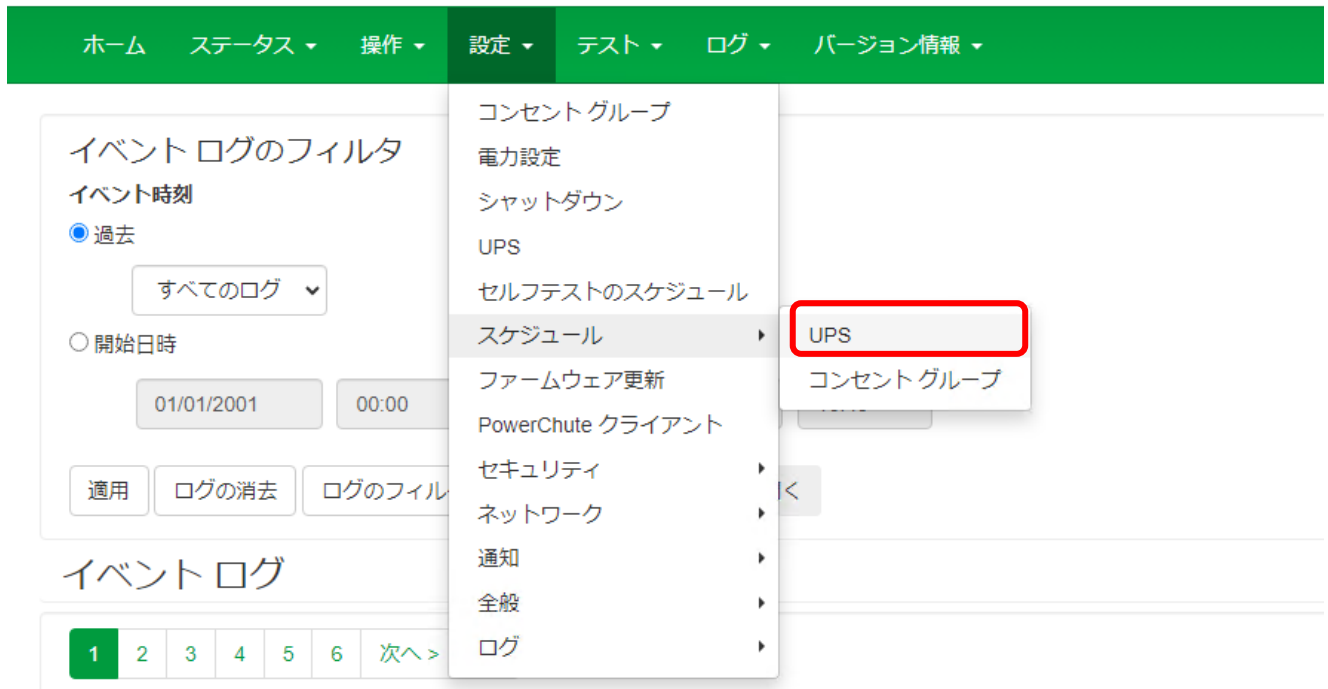 ホーム ステータス 操作 設定 テスト ログ バージョン情報
イベント ログのフィルタ
イベント時刻
過去
すべてのログ
開始日時
01/01/2001 00:00
適用 ログの消去 ログのフィル
イベント ログ
1 2 3 4 5 6 次へ >
コンセント グループ
電力設定
シャットダウン
UPS
セルフテストのスケジュール
スケジュール
ファームウェア更新
PowerChute クライアント
セキュリティ
ネットワーク
通知
全般
ログ
UPS
コンセント グループ